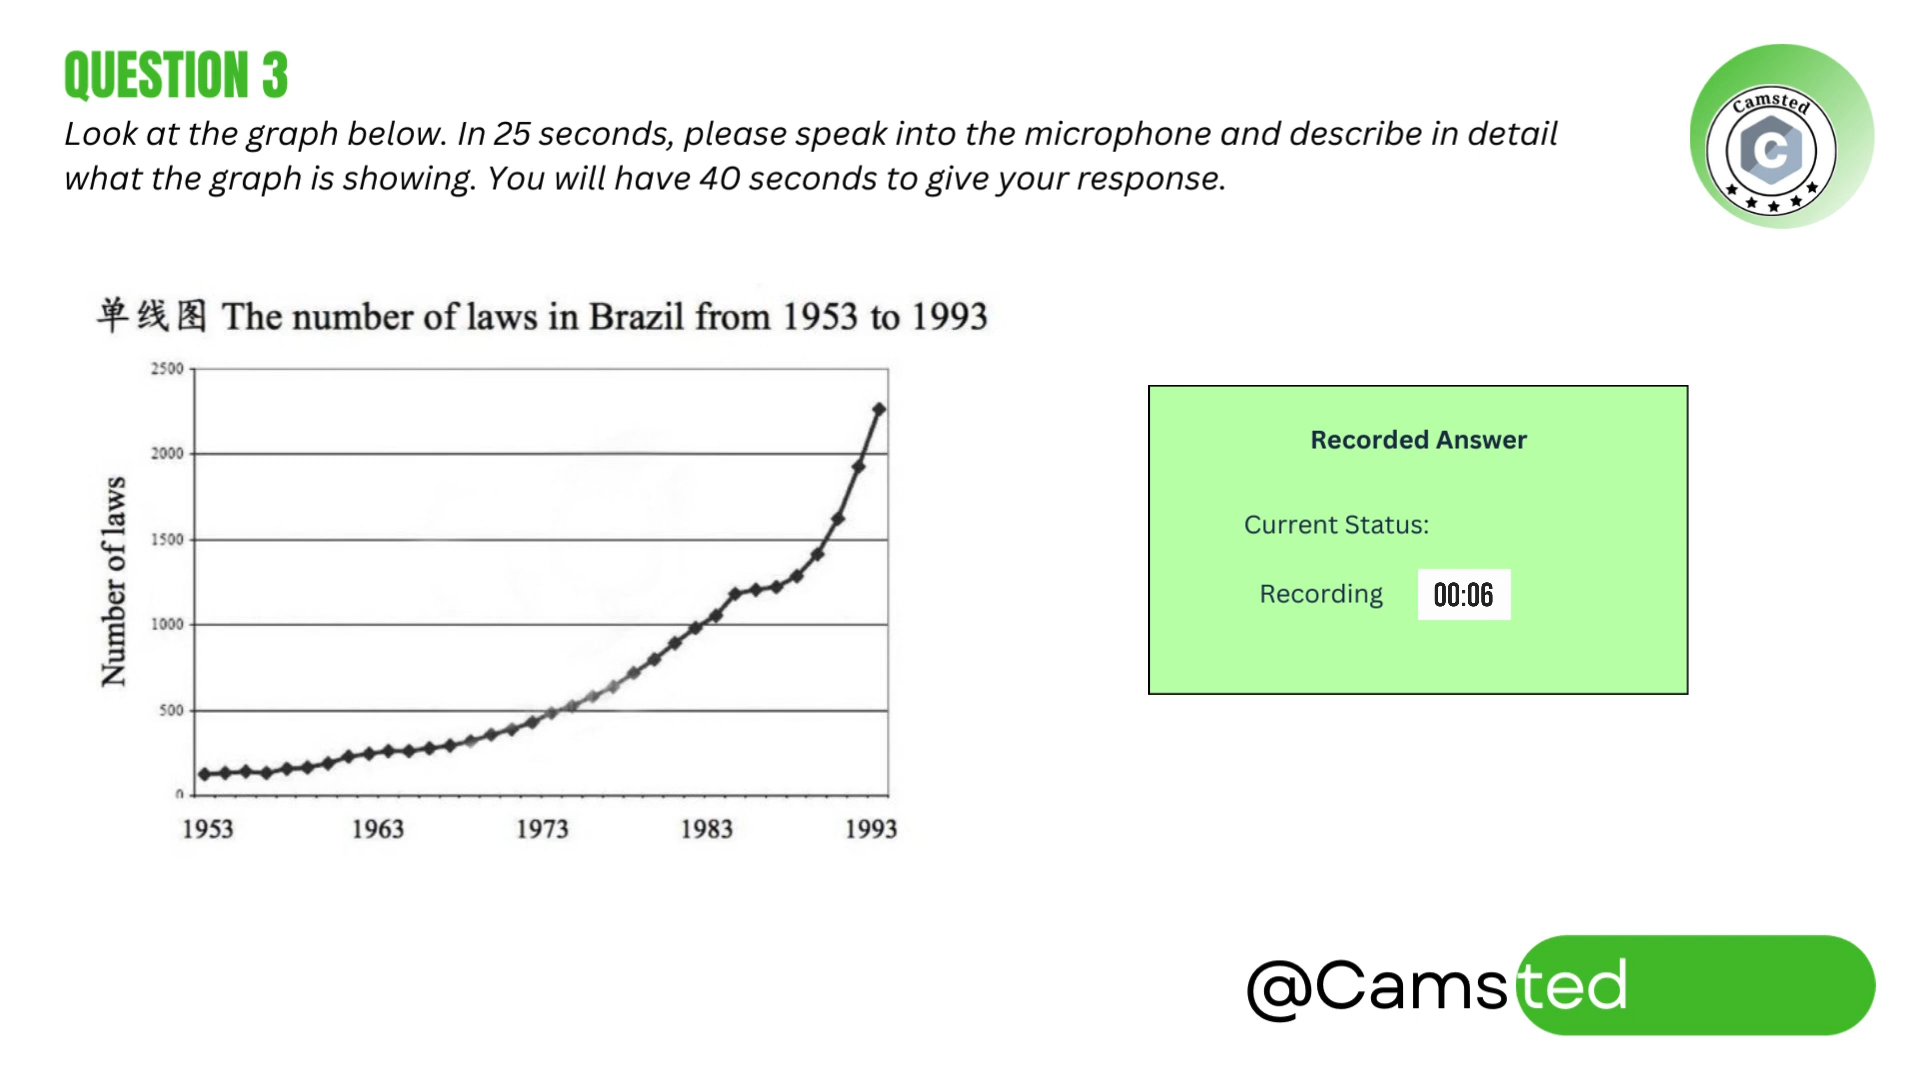 QUESTION 3
Look at the graph below. In 25 seconds, please speak into the microphone and describe in detail
what the graph is showing. You will have 40 seconds to give your response.
Camsted
C
单线图 The number of laws in Brazil from 1953 to 1993
Number of laws
2500
2000
1500
1000
500
0
1953 1963 1973 1983 1993
Recorded Answer
Current Status:
Recording 00:06
@Camsted